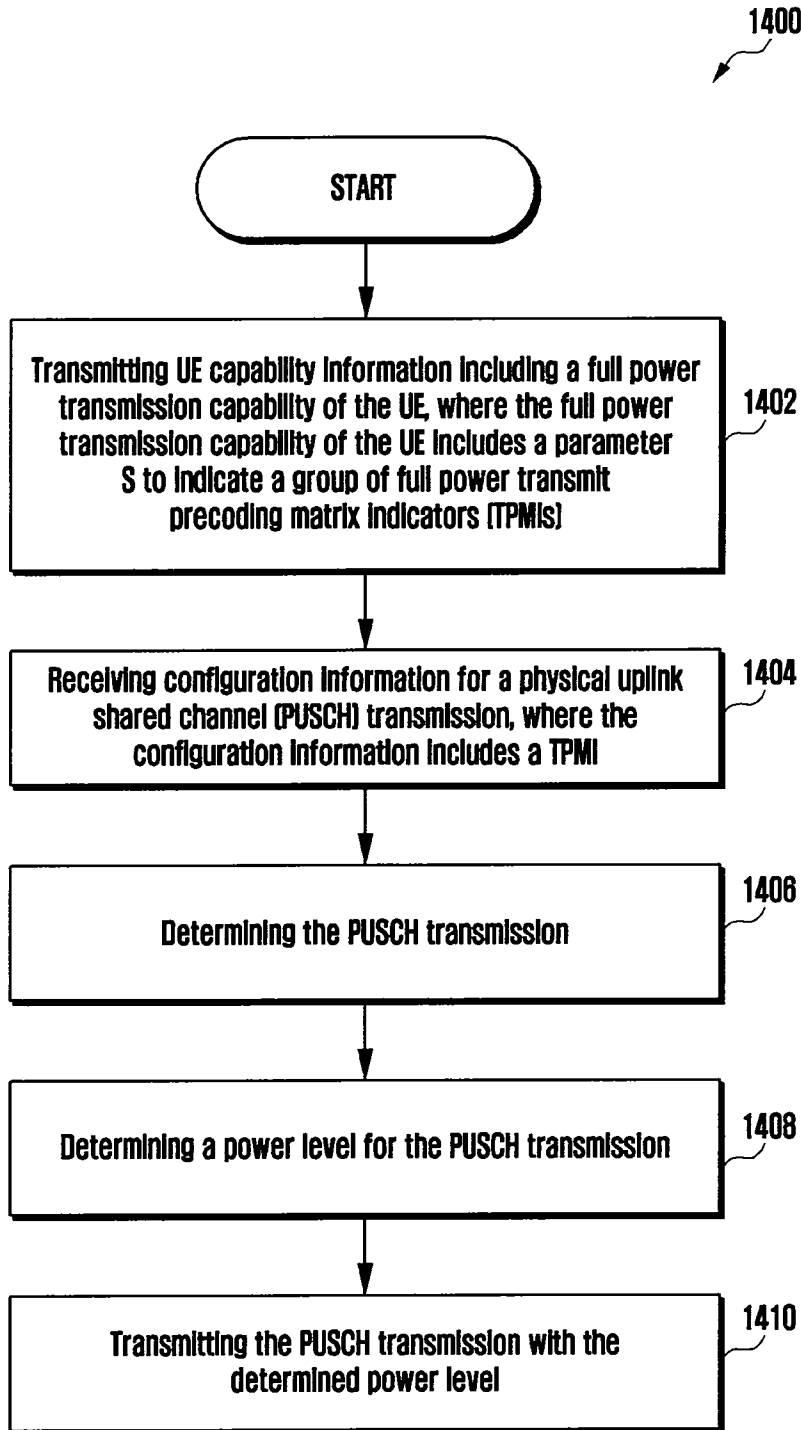 1400
START
Transmitting UE capability information including a full power
transmission capability of the UE, where the full power
transmission capability of the UE includes a parameter
S to indicate a group of full power transmit
precoding matrix indicators (TPMIs)
1402
Receiving configuration information for a physical uplink
shared channel (PUSCH) transmission, where the
configuration information includes a TPMI
1404
Determining the PUSCH transmission
1406
Determining a power level for the PUSCH transmission
1408
Transmitting the PUSCH transmission with the
determined power level
1410